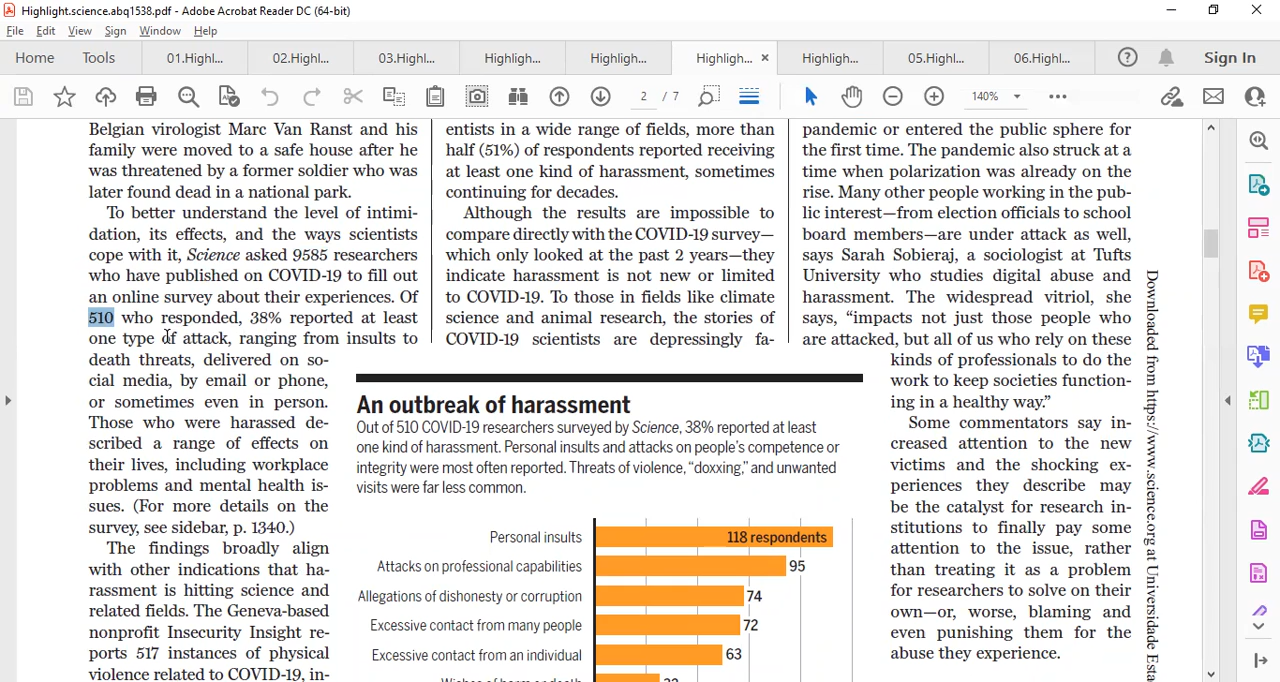 Highlight.science.abq1538.pdf - Adobe Acrobat Reader DC (64-bit)
File Edit View Sign Window Help
Home Tools 01.Highl... 02.Highl... 03.Highl... Highligh... Highligh... Highligh... Highligh... 05.Highl... 06.Highl... Sign In
2 / 7 140%
Belgian virologist Marc Van Ranst and his
family were moved to a safe house after he
was threatened by a former soldier who was
later found dead in a national park.
To better understand the level of intimi-
dation, its effects, and the ways scientists
cope with it, Science asked 9585 researchers
who have published on COVID-19 to fill out
an online survey about their experiences. Of
510 who responded, 38% reported at least
one type of attack, ranging from insults to
death threats, delivered on so-
cial media, by email or phone,
or sometimes even in person.
Those who were harassed de-
scribed a range of effects on
their lives, including workplace
problems and mental health is-
sues. (For more details on the
survey, see sidebar, p. 1340.)
The findings broadly align
with other indications that ha-
rassment is hitting science and
related fields. The Geneva-based
nonprofit Insecurity Insight re-
ports 517 instances of physical
violence related to COVID-19, in-
entists in a wide range of fields, more than
half (51%) of respondents reported receiving
at least one kind of harassment, sometimes
continuing for decades.
Although the results are impossible to
compare directly with the COVID-19 survey—
which only looked at the past 2 years—they
indicate harassment is not new or limited
to COVID-19. To those in fields like climate
science and animal research, the stories of
COVID-19 scientists are depressingly fa-
pandemic or entered the public sphere for
the first time. The pandemic also struck at a
time when polarization was already on the
rise. Many other people working in the pub-
lic interest—from election officials to school
board members—are under attack as well,
says Sarah Sobieraj, a sociologist at Tufts
University who studies digital abuse and
harassment. The widespread vitriol, she
says, “impacts not just those people who
are attacked, but all of us who rely on these
kinds of professionals to do the
work to keep societies function-
ing in a healthy way.”
Some commentators say in-
creased attention to the new
victims and the shocking ex-
periences they describe may
be the catalyst for research in-
stitutions to finally pay some
attention to the issue, rather
than treating it as a problem
for researchers to solve on their
own—or, worse, blaming and
even punishing them for the
abuse they experience.
An outbreak of harassment
Out of 510 COVID-19 researchers surveyed by Science, 38% reported at least
one kind of harassment. Personal insults and attacks on people’s competence or
integrity were most often reported. Threats of violence, “doxxing,” and unwanted
visits were far less common.
Personal insults 118 respondents
Attacks on professional capabilities 95
Allegations of dishonesty or corruption 74
Excessive contact from many people 72
Excessive contact from an individual 63
Downloaded from https://www.science.org at Universidade Esta